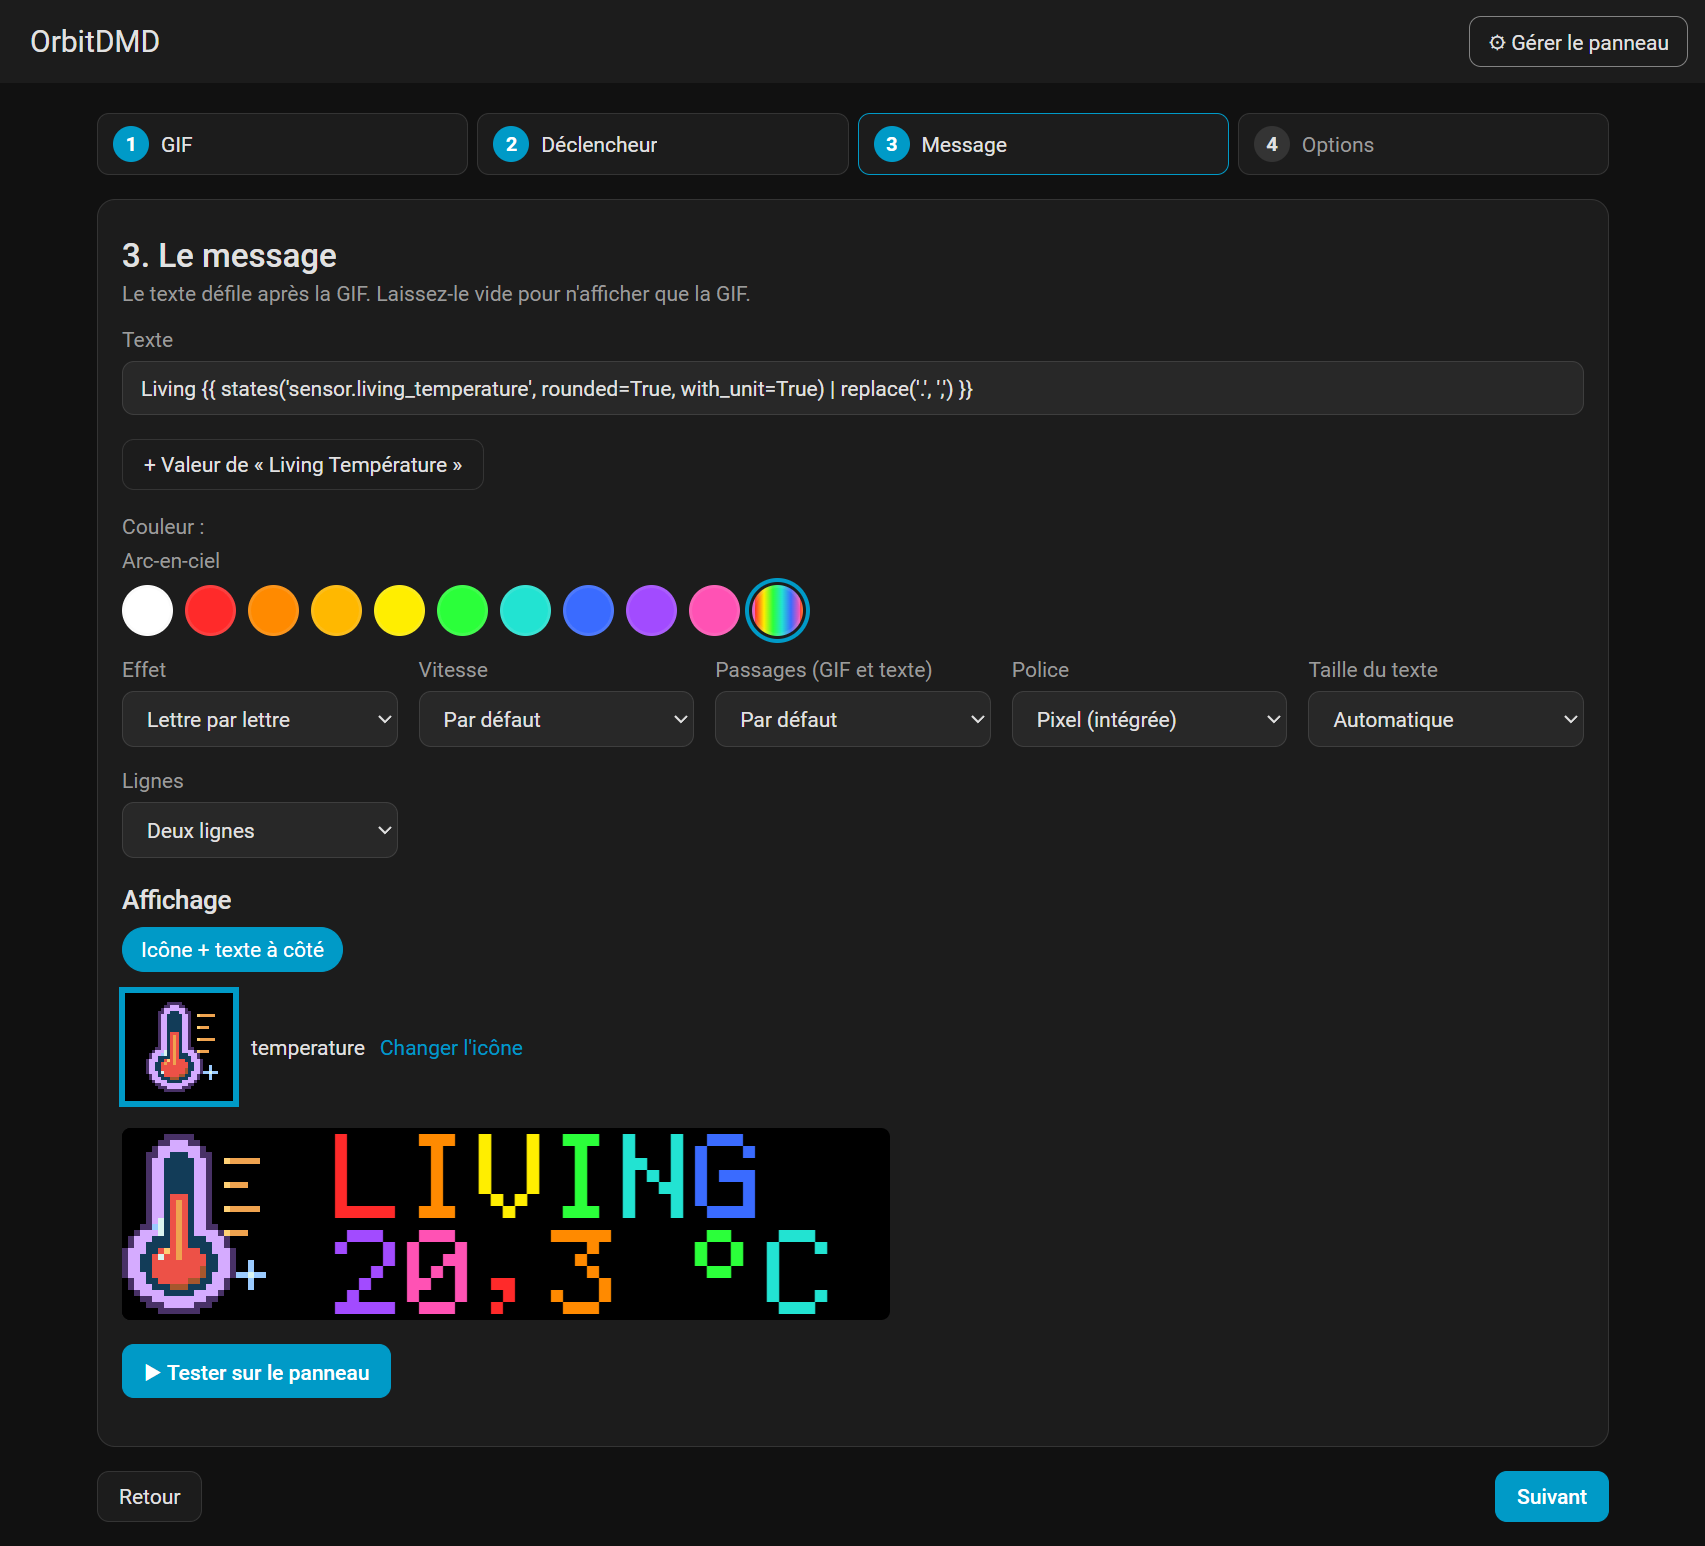 OrbitDMD
⚙ Gérer le panneau
1 GIF
2 Déclencheur
3 Message
4 Options
3. Le message
Le texte défile après la GIF. Laissez-le vide pour n'afficher que la GIF.
Texte
Living {{ states('sensor.living_temperature', rounded=True, with_unit=True) | replace('.', ',') }}
+ Valeur de « Living Température »
Couleur :
Arc-en-ciel
Effet
Vitesse
Passages (GIF et texte)
Police
Taille du texte
Lettre par lettre
Par défaut
Par défaut
Pixel (intégrée)
Automatique
Lignes
Deux lignes
Affichage
Icône + texte à côté
temperature
Changer l'icône
LIVING
20,3 °C
▶ Tester sur le panneau
Retour
Suivant